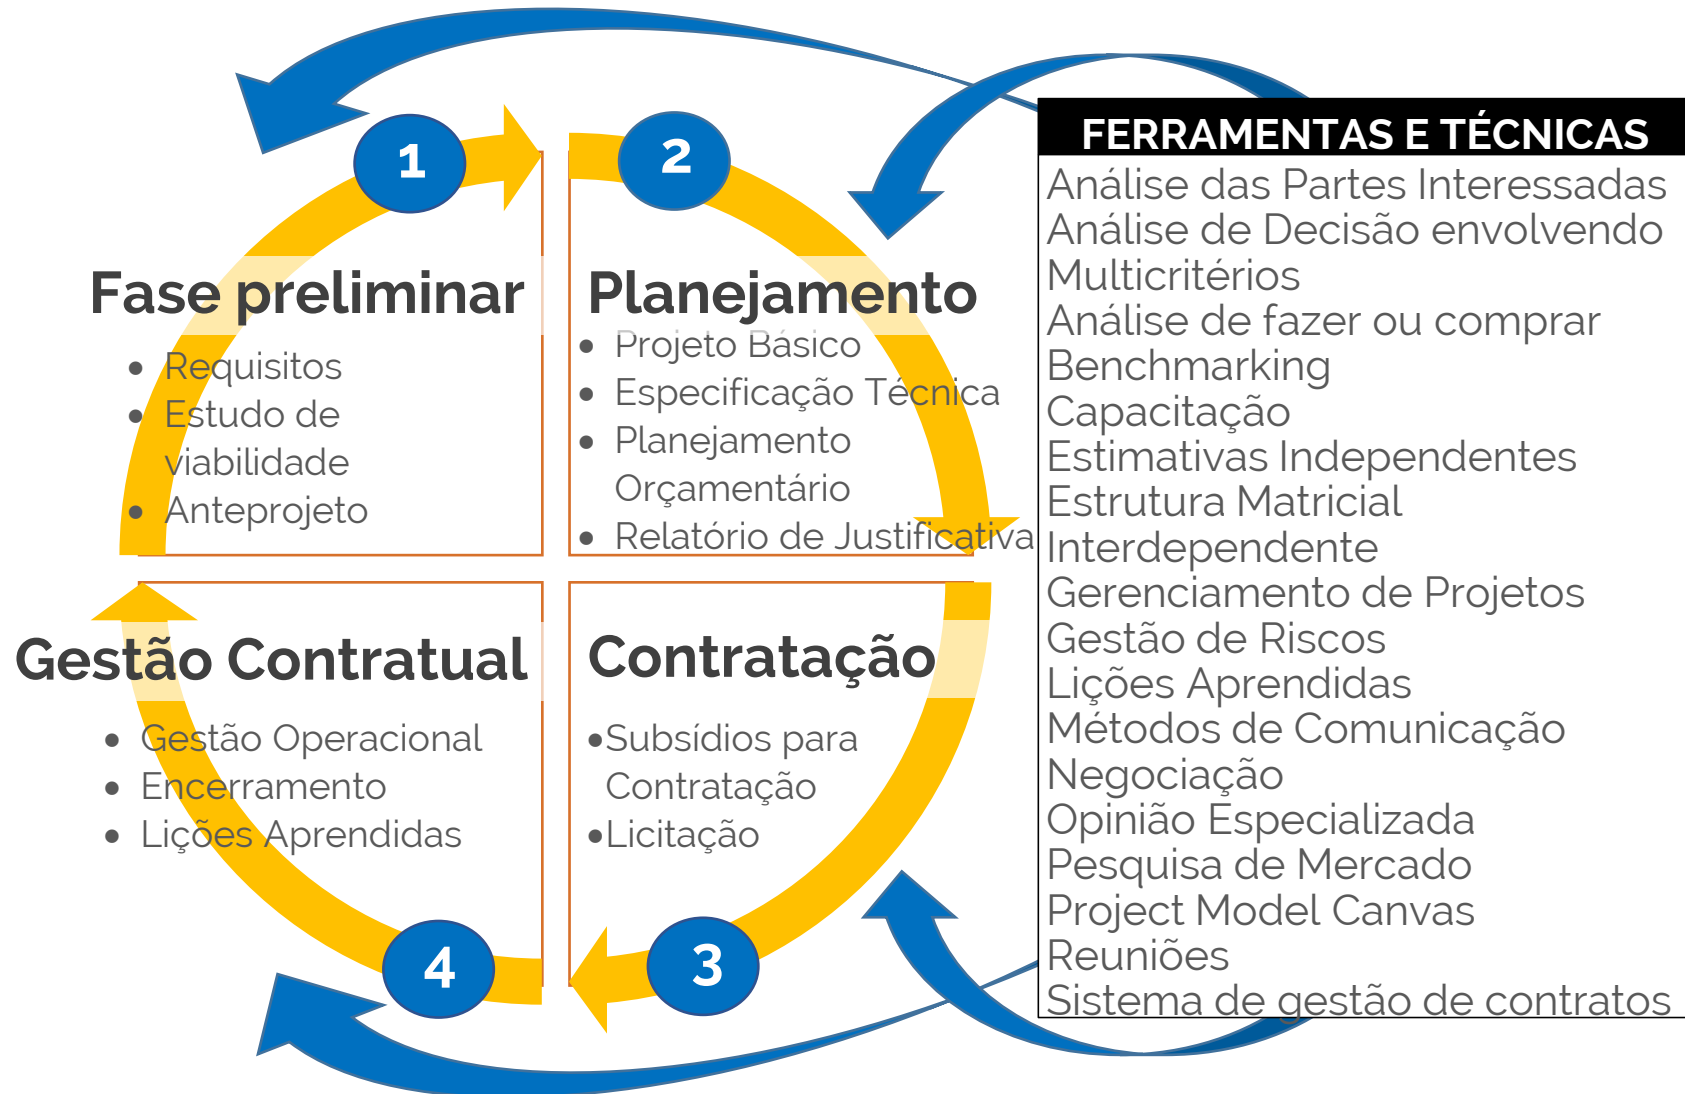 1
Fase preliminar
• Requisitos
• Estudo de
viabilidade
• Anteprojeto
2
Planejamento
• Projeto Básico
• Especificação Técnica
• Planejamento
Orçamentário
• Relatório de Justificativa
3
Contratação
•Subsídios para
Contratação
•Licitação
4
Gestão Contratual
• Gestão Operacional
• Encerramento
• Lições Aprendidas
FERRAMENTAS E TÉCNICAS
Análise das Partes Interessadas
Análise de Decisão envolvendo
Multicritérios
Análise de fazer ou comprar
Benchmarking
Capacitação
Estimativas Independentes
Estrutura Matricial
Interdependente
Gerenciamento de Projetos
Gestão de Riscos
Lições Aprendidas
Métodos de Comunicação
Negociação
Opinião Especializada
Pesquisa de Mercado
Project Model Canvas
Reuniões
Sistema de gestão de contratos